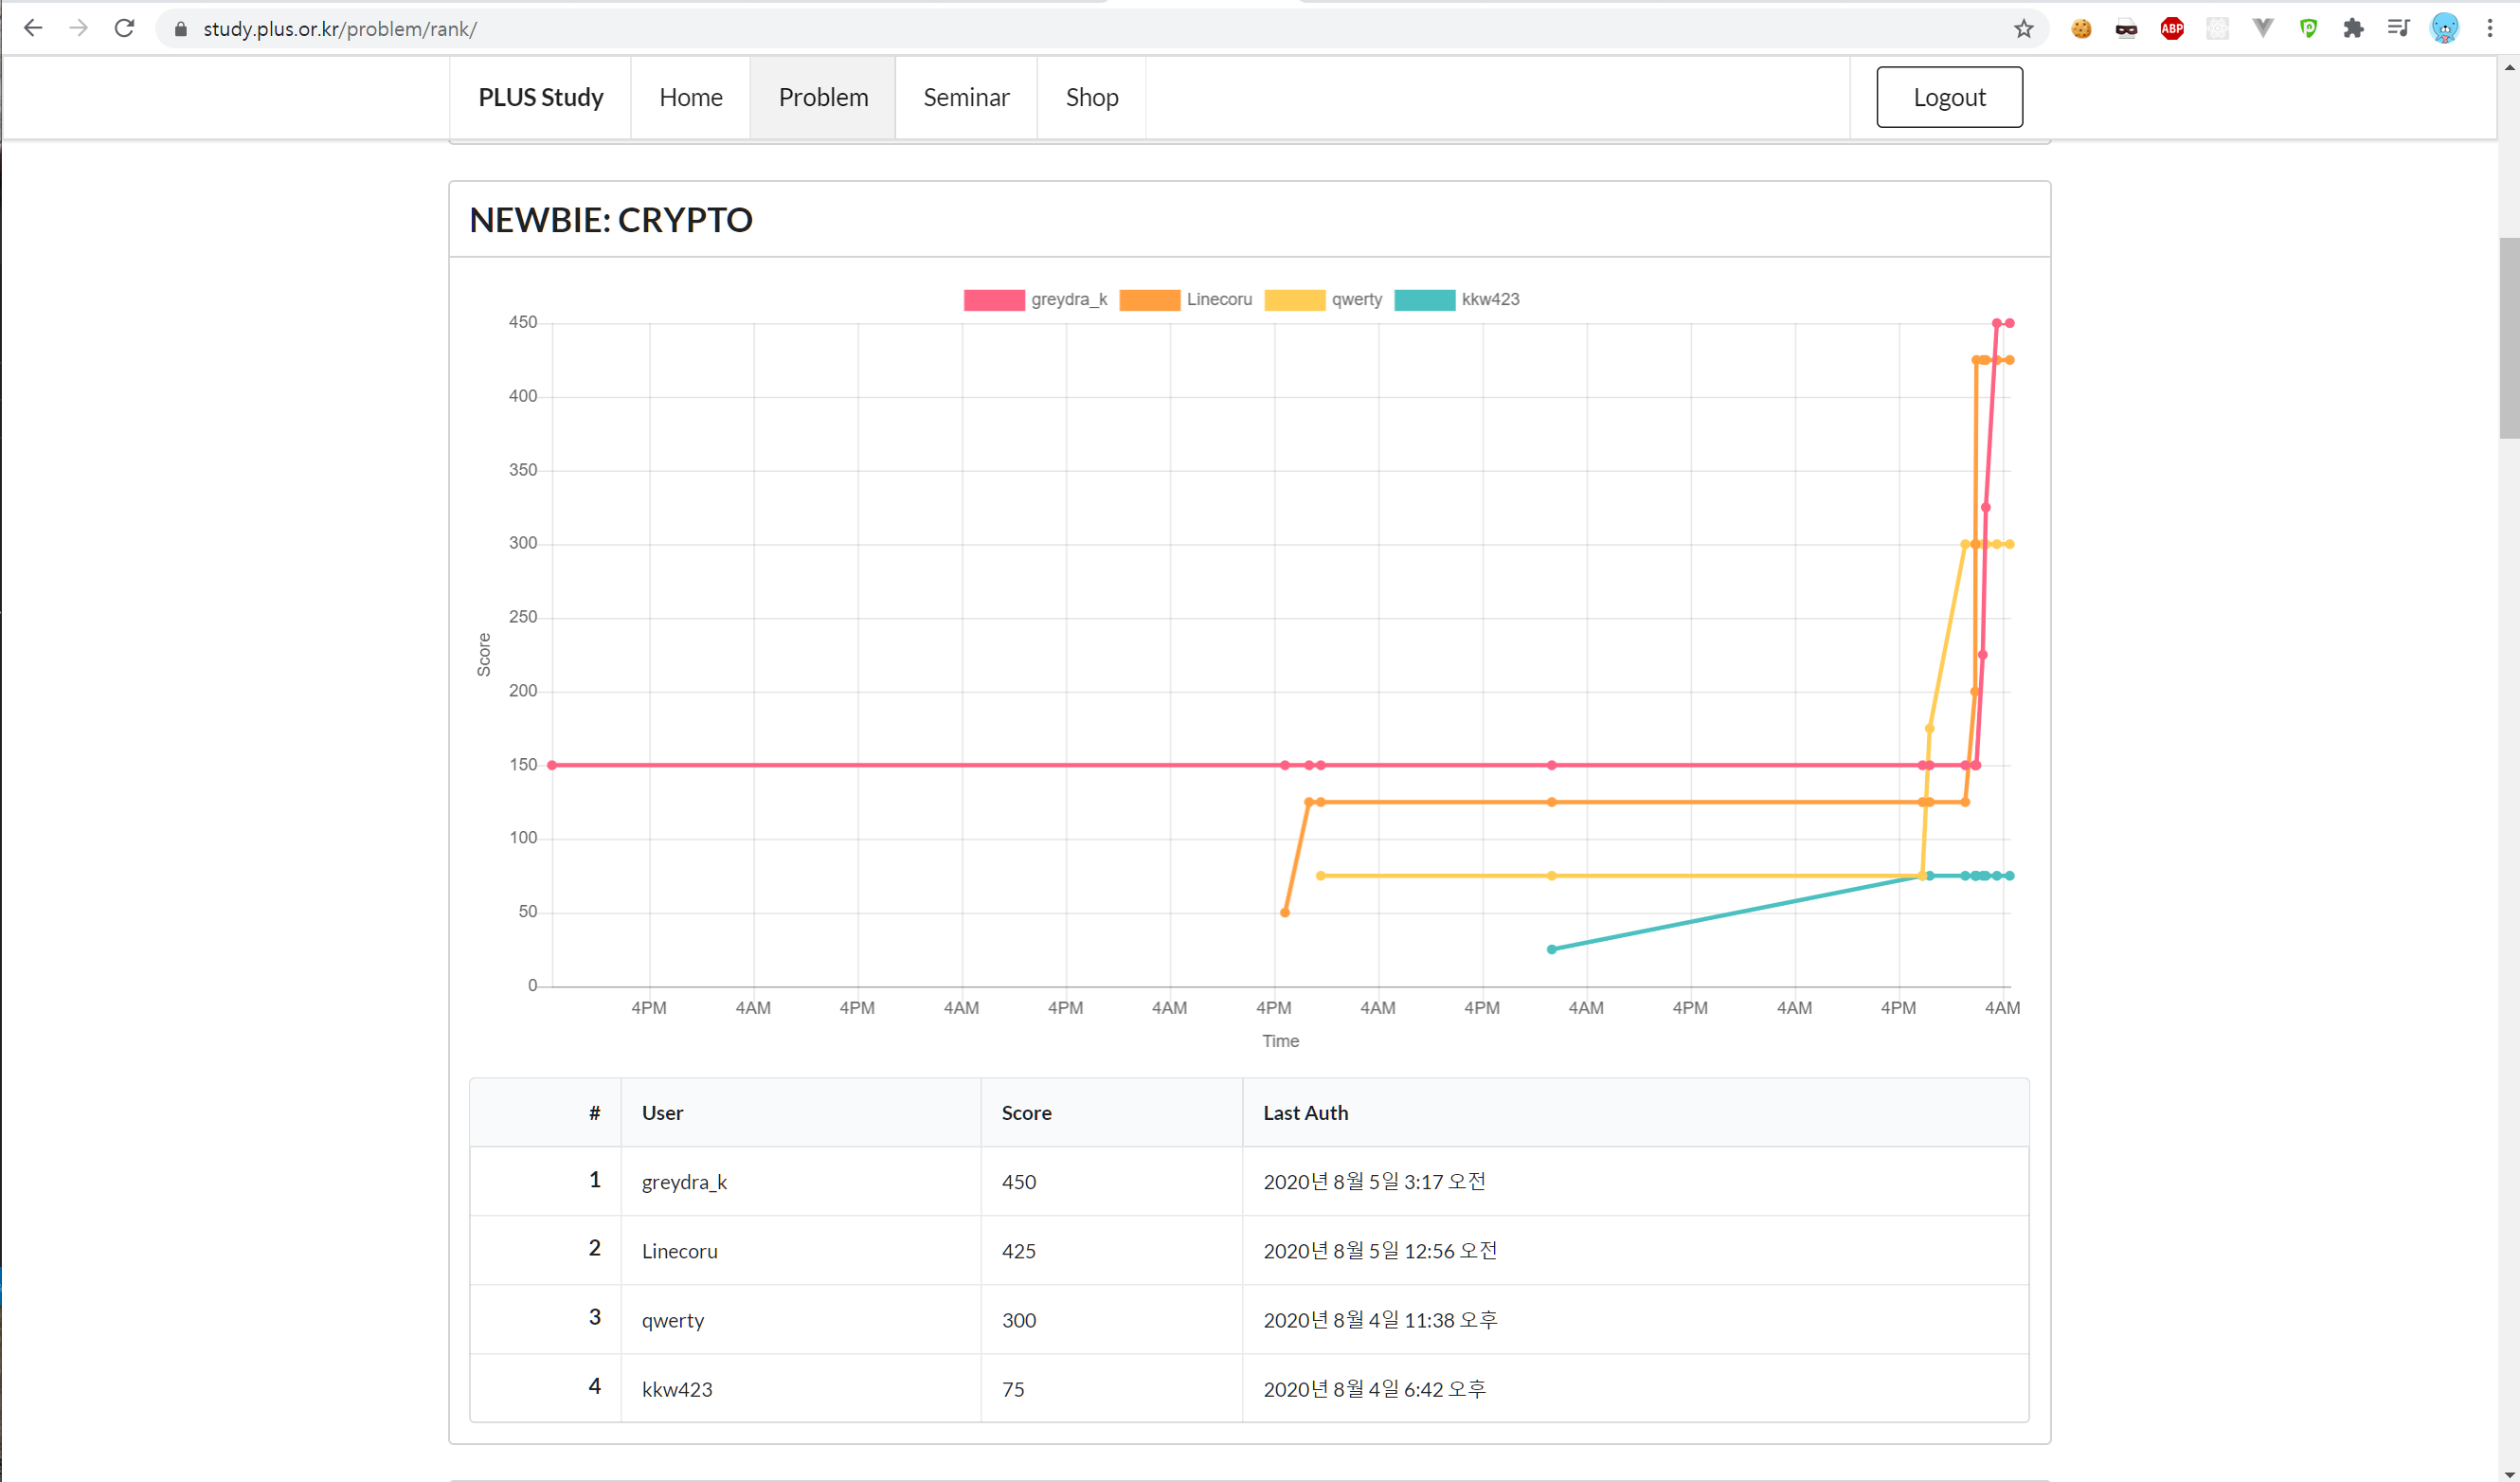 study.plus.or.kr/problem/rank/
ABP
PLUS Study Home Problem Seminar Shop Logout
NEWBIE: CRYPTO
greydra_k Linecoru qwerty kkw423
450
400
350
300
250
200
150
100
50
0
Score
4PM 4AM 4PM 4AM 4PM 4AM 4PM 4AM 4PM 4AM 4PM 4AM 4PM 4AM
Time
# User Score Last Auth
1 greydra_k 450 2020년 8월 5일 3:17 오전
2 Linecoru 425 2020년 8월 5일 12:56 오전
3 qwerty 300 2020년 8월 4일 11:38 오후
4 kkw423 75 2020년 8월 4일 6:42 오후